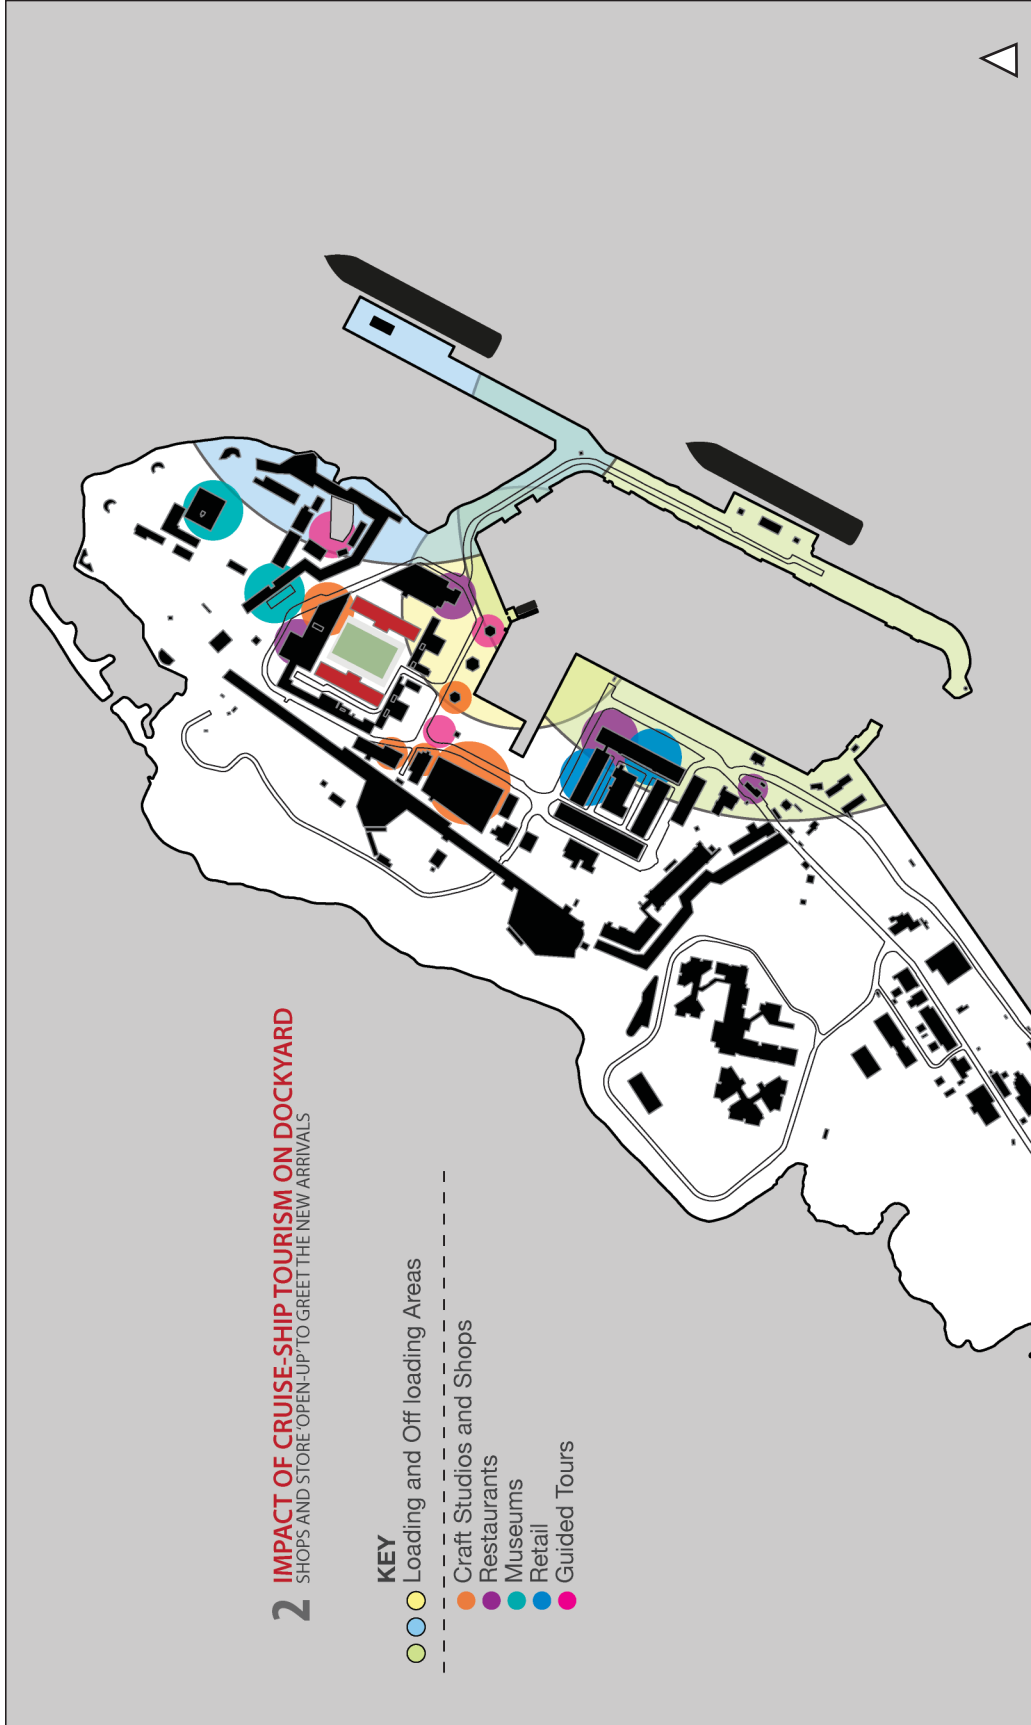 2 IMPACT OF CRUISE-SHIP TOURISM ON DOCKYARD
SHOPS AND STORE 'OPEN-UP' TO GREET THE NEW ARRIVALS
KEY
Loading and Off loading Areas
Craft Studios and Shops
Restaurants
Museums
Retail
Guided Tours